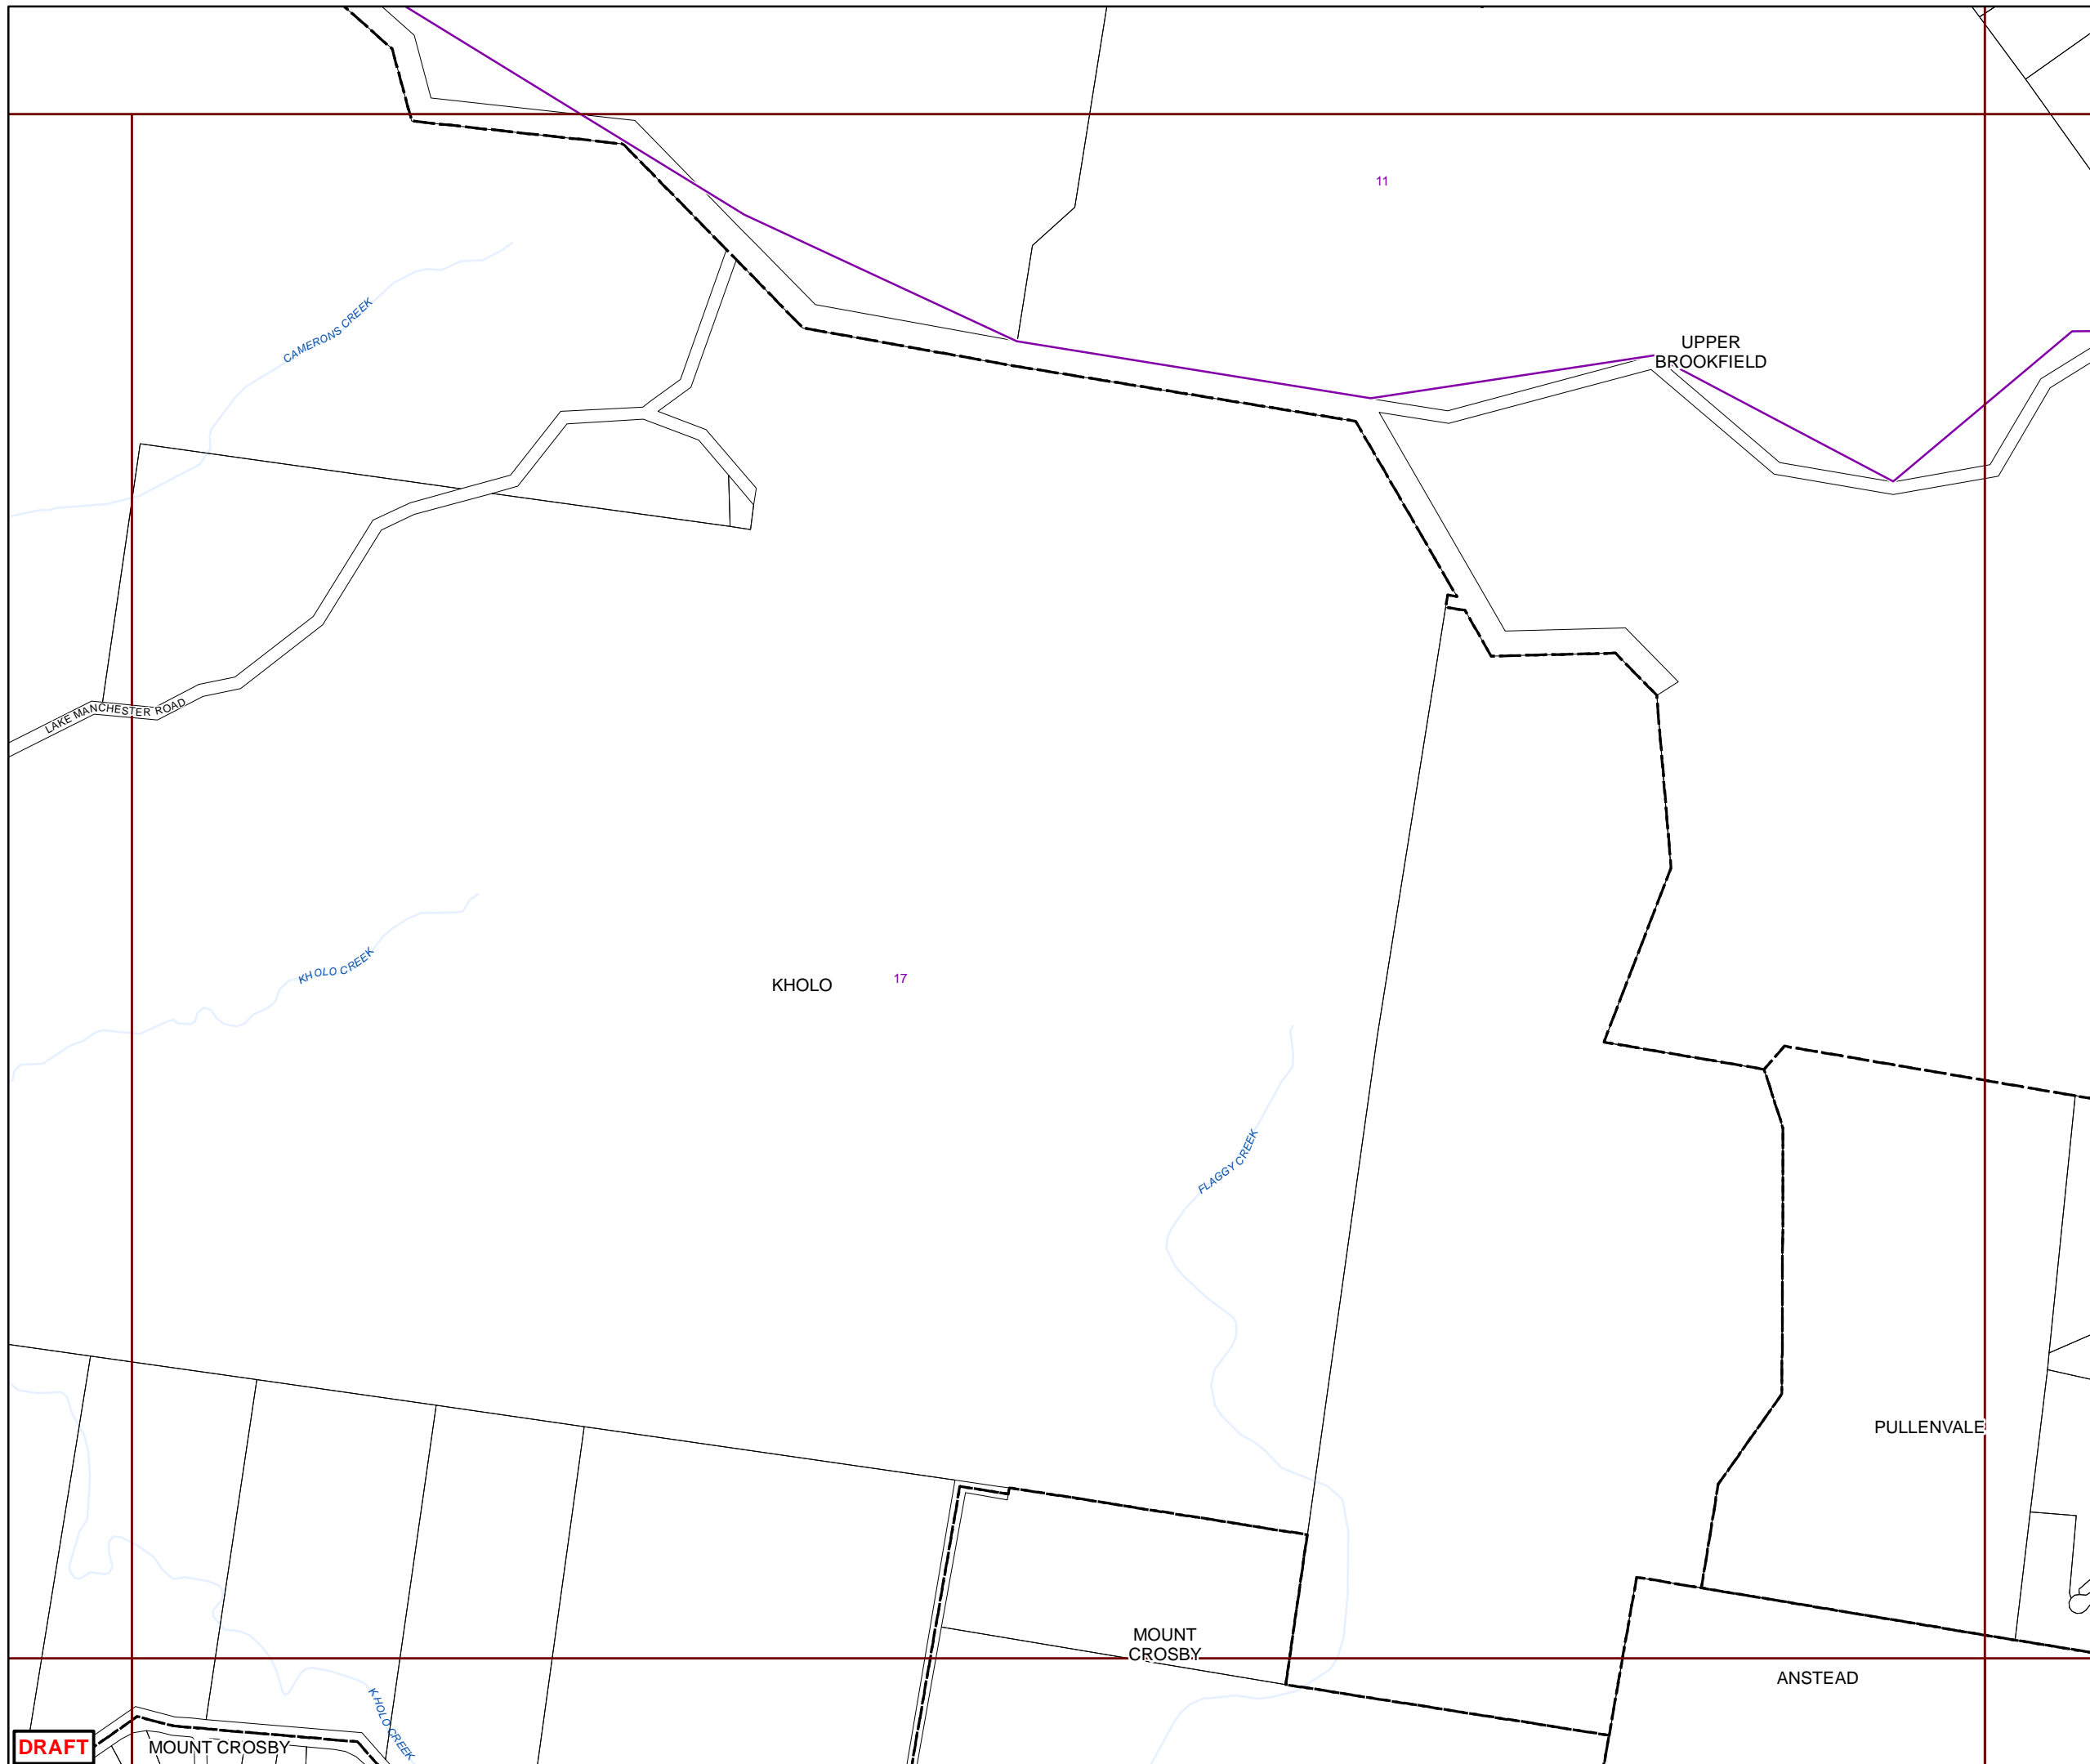 11
UPPER
BROOKFIELD
CAMERONS CREEK
LAKE MANCHESTER ROAD
KHOLO CREEK
KHOLO
17
FLAGGY CREEK
PULLENVALE
MOUNT
CROSBY
ANSTEAD
KHOLO CREEK
DRAFT
MOUNT CROSBY